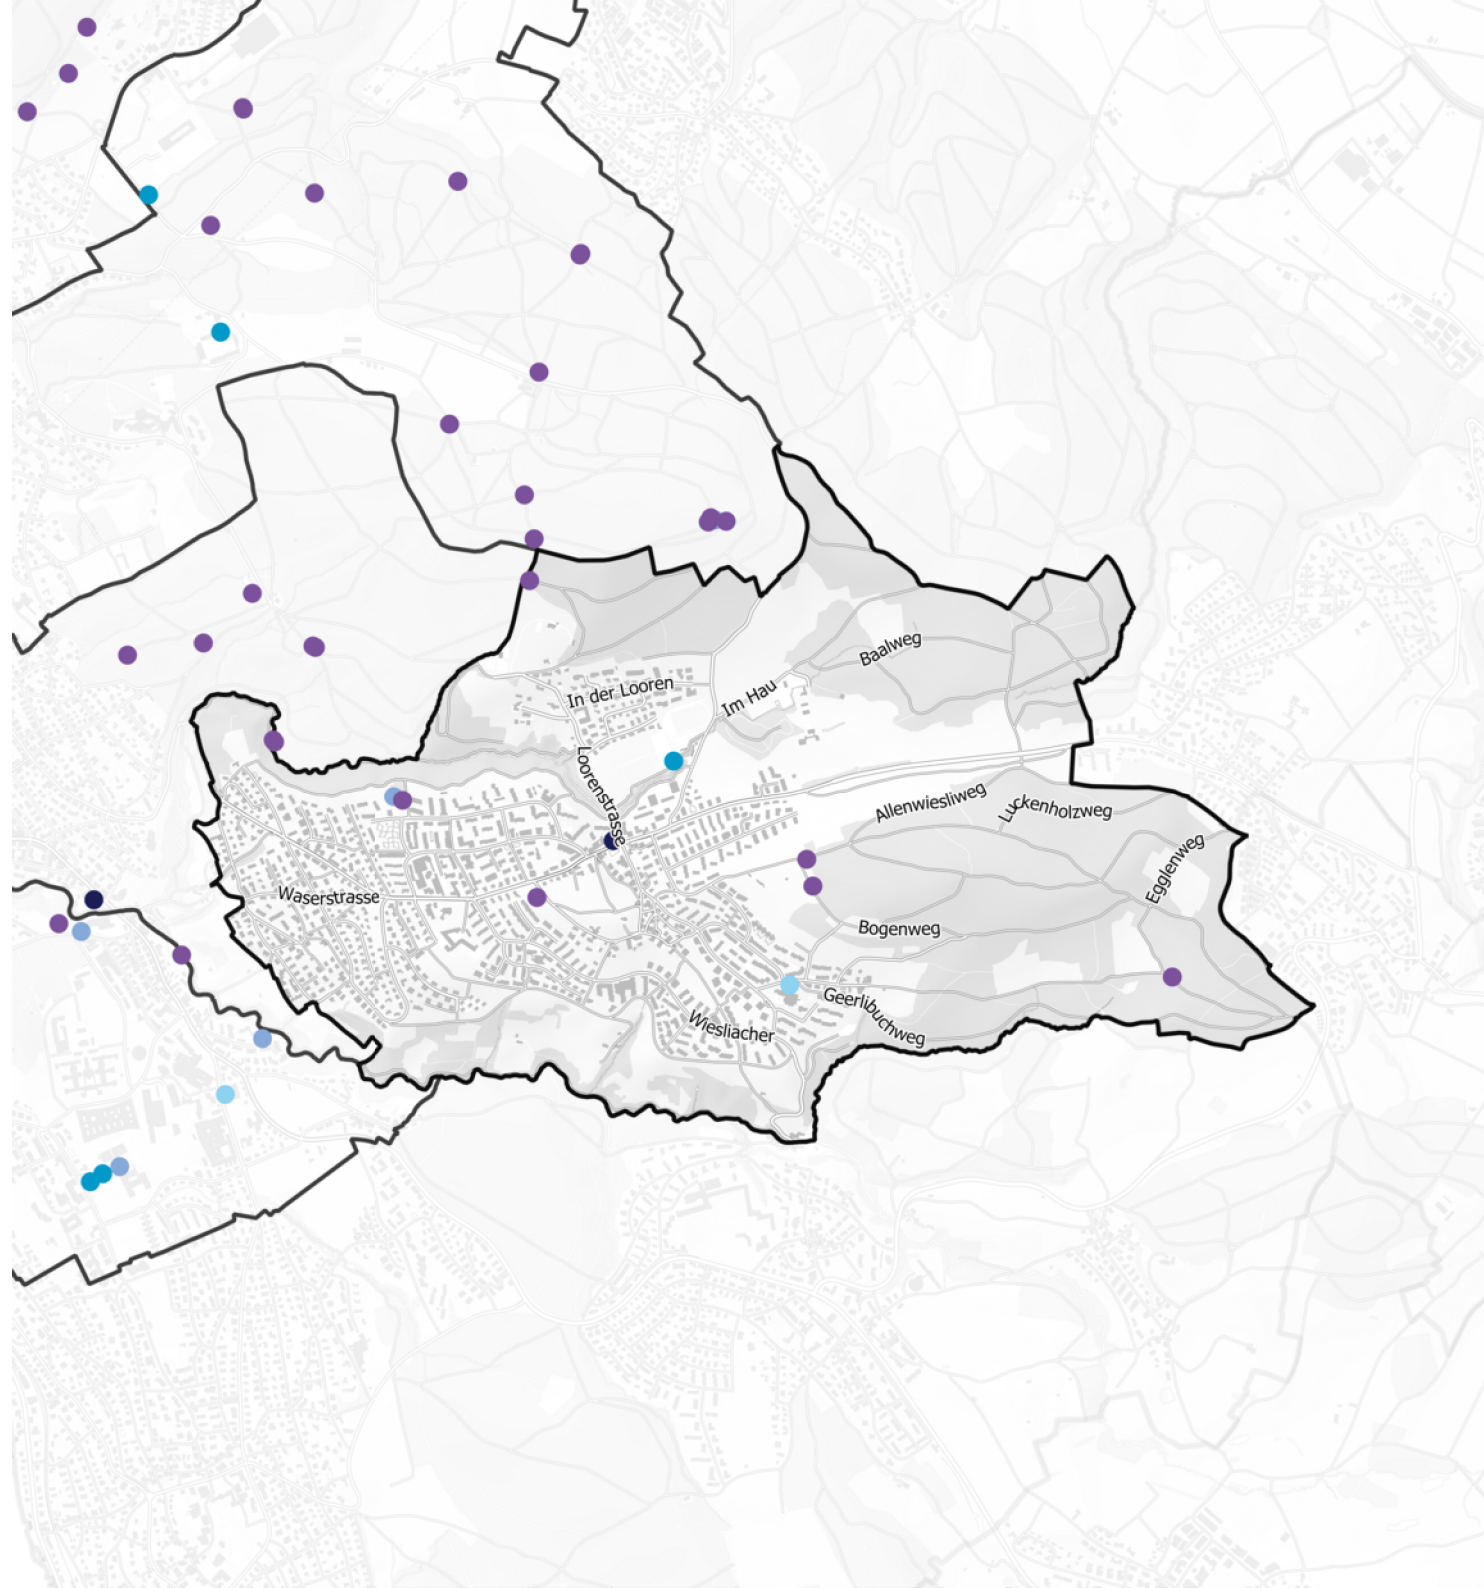 Baalweg
In der Looren
Im Hau
Loorenstrasse
Allenwiesliweg
Luckenholzweg
Egglenweg
Waserstrasse
Bogenweg
Geerlibuchweg
Wiesliacher